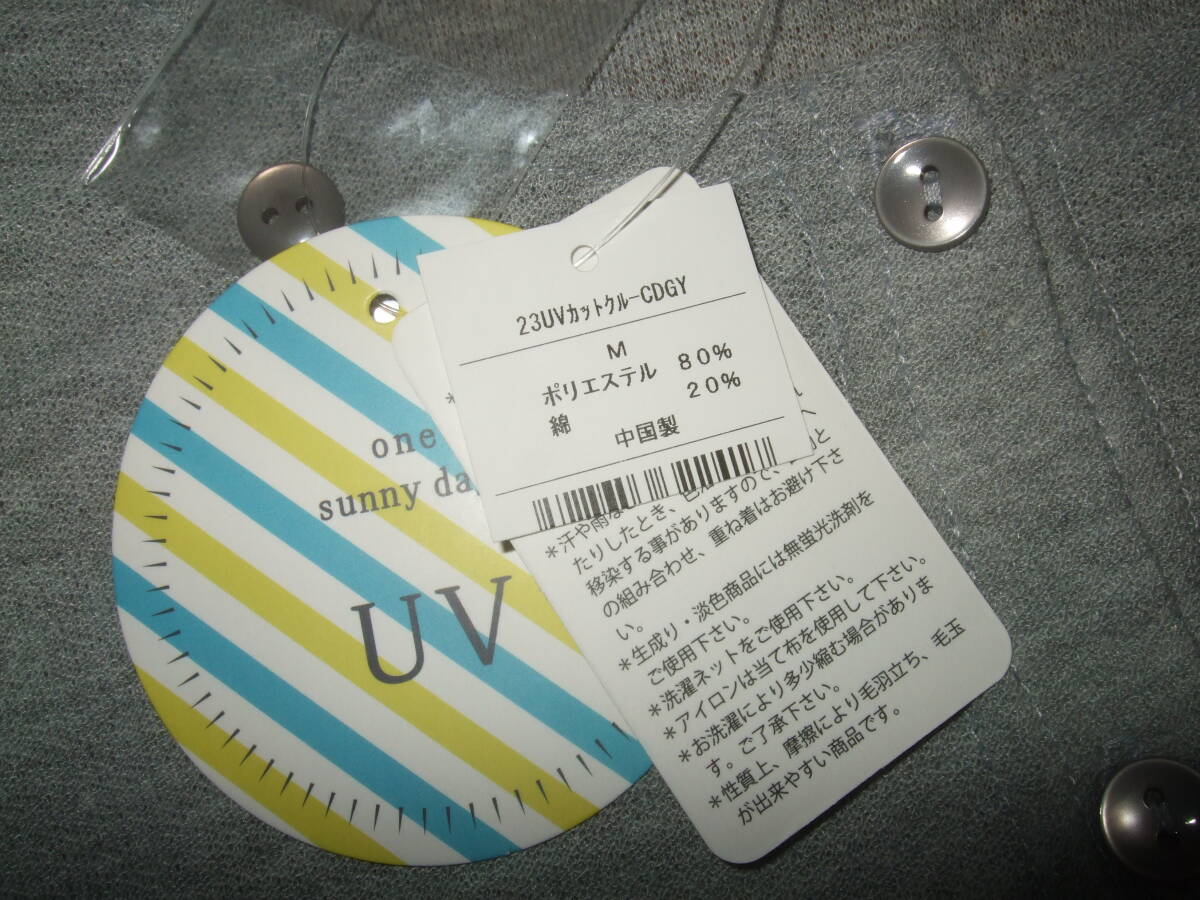 one
sunny da
UV
23UVカットクルーCDGY
M
ポリエステル 80%
綿 20%
中国製
*汗や雨な
たりしたとき、
移染する事がありますので、
の組み合わせ、重ね着はお避け下さ
い。
*生成り・淡色商品には無蛍光洗剤を
ご使用下さい。
*洗濯ネットをご使用下さい。
*アイロンは当て布を使用して下さい。
*お洗濯により多少縮む場合がありま
す。ご了承下さい。
*性質上、摩擦により毛羽立ち、毛玉
が出来やすい商品です。